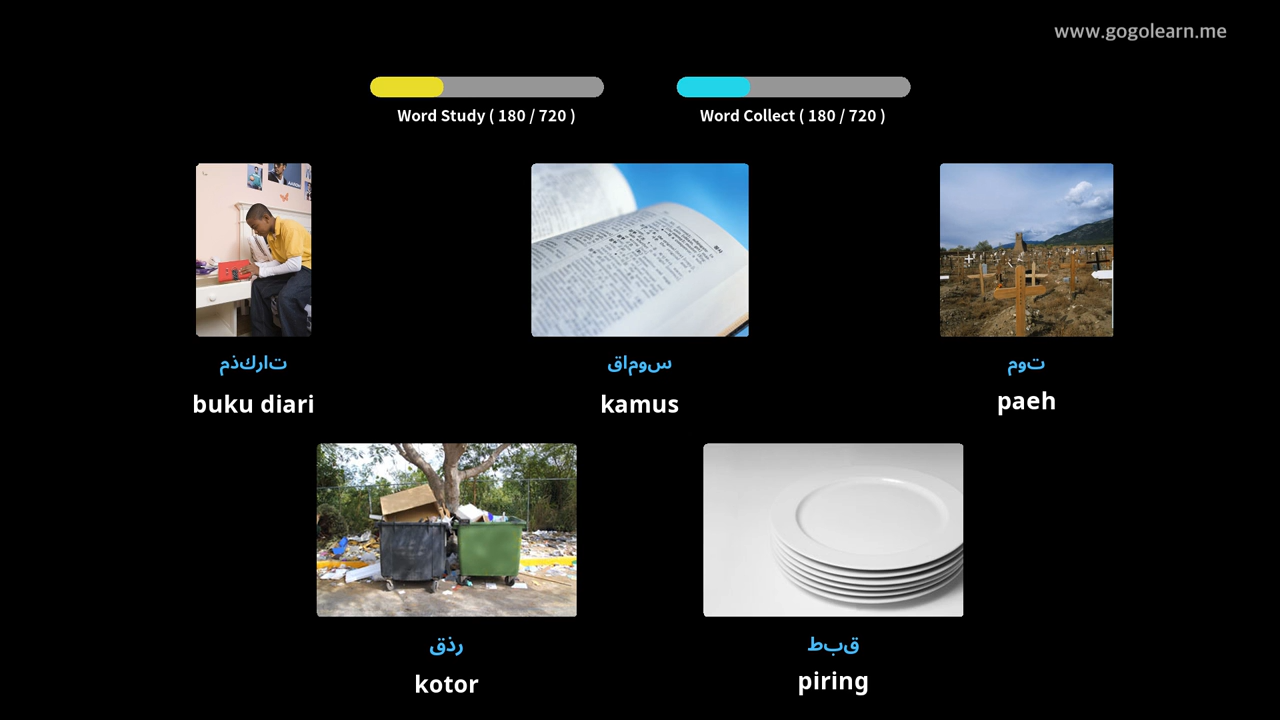 www.gogolearn.me
Word Study ( 180 / 720 )
Word Collect ( 180 / 720 )
تاركذم
سوماق
توم
buku diari
kamus
paeh
رذق
قبط
kotor
piring